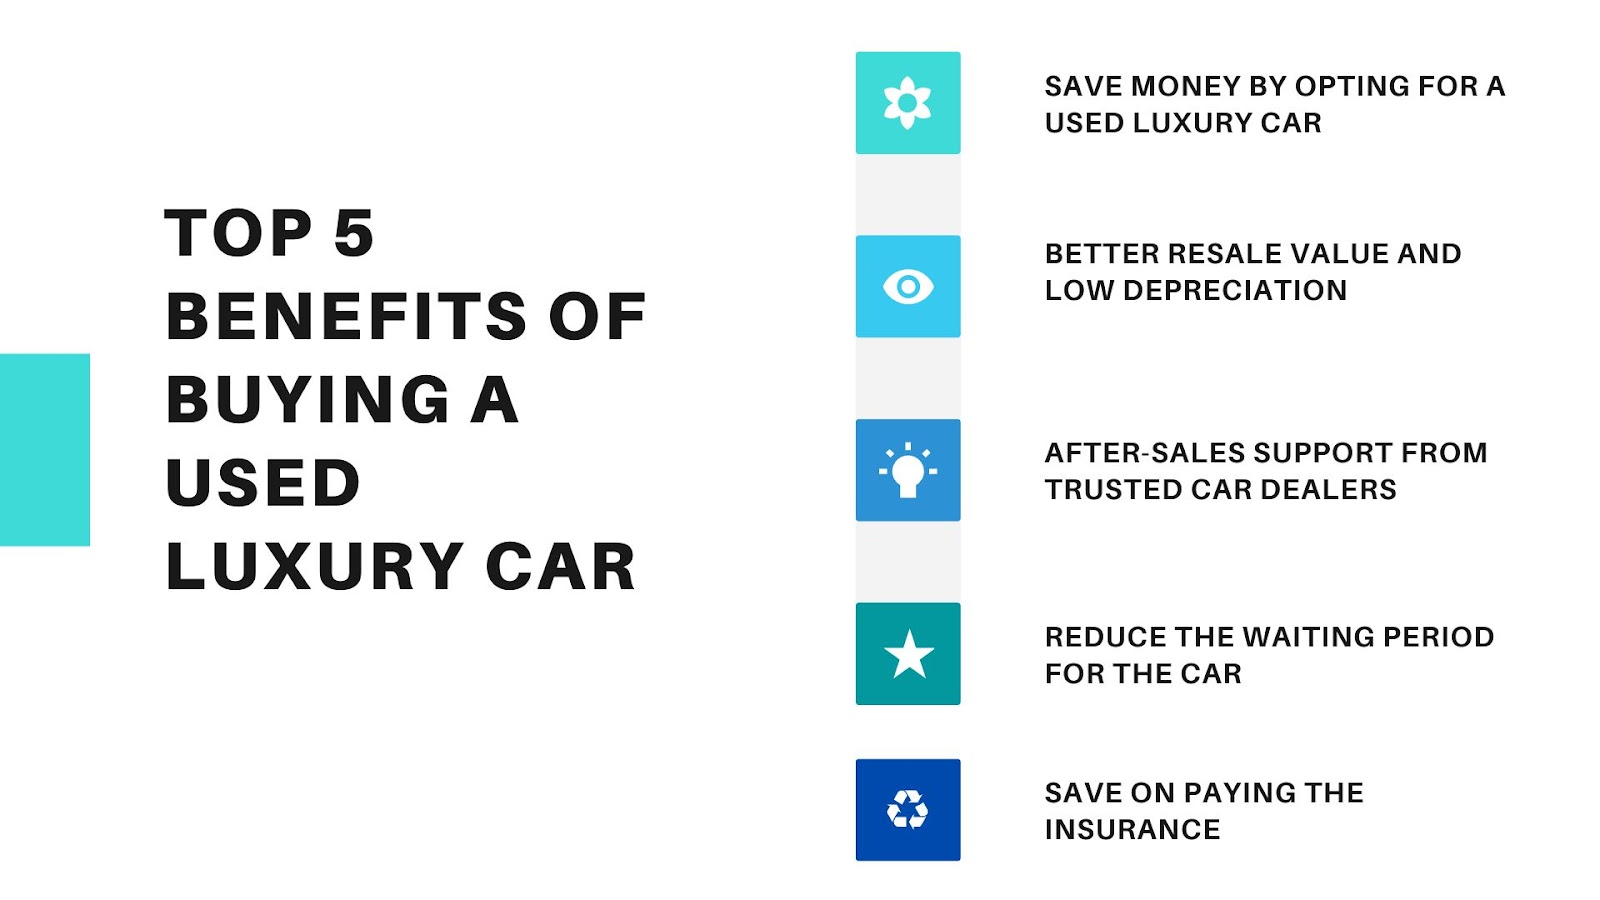 TOP 5
BENEFITS OF
BUYING A
USED
LUXURY CAR
SAVE MONEY BY OPTING FOR A
USED LUXURY CAR
BETTER RESALE VALUE AND
LOW DEPRECIATION
AFTER-SALES SUPPORT FROM
TRUSTED CAR DEALERS
REDUCE THE WAITING PERIOD
FOR THE CAR
SAVE ON PAYING THE
INSURANCE